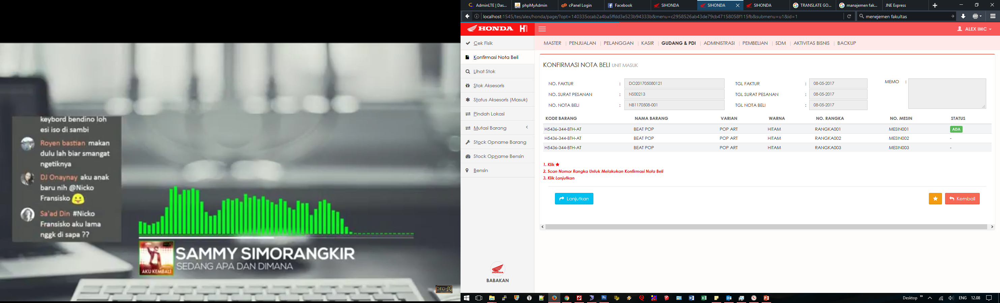 keybord bendino loh
esi iso di sambi
Royen bastian makan
dulu lah biar smangat
ngetiknya
DJ Onaynay aku anak
baru nih @Nicko
Fransisko
Sa'ad Din #Nicko
Fransisko aku lama
nggk di sapa ??
AKU KEMBALI
SAMMY SIMORANGKIR
SEDANG APA DAN DIMANA
pro-M
AdminLTE | Das...
phpMyAdmin
cPanel Login
Facebook
SIHONDA
SIHONDA
SIHONDA
TRANSLATE GO...
manajemen fak...
JNE Express
localhost:1545/tes/alex/honda/page/?opt=140335ccab2a4ba5ffdd3e523b94333b&menu=c2958526ab43de79cb47158058f115fb&submenu=u1&id=1
menejemen fakultas
ABP
HONDA H1
ALEX IMC
Cek Fisik
Konfirmasi Nota Beli
Lihat Stok
Stok Aksesoris
Status Aksesoris (Masuk)
Pindah Lokasi
Mutasi Barang
Stock Opname Barang
Stock Opname Bensin
Bensin
HONDA
BABAKAN
MASTER | PENJUALAN | PELANGGAN | KASIR | GUDANG & PDI | ADMINISTRASI | PEMBELIAN | SDM | AKTIVITAS BISNIS | BACKUP
KONFIRMASI NOTA BELI UNIT MASUK
NO. FAKTUR : DO201705080121 TGL FAKTUR : 08-05-2017 MEMO :
NO. SURAT PESANAN : NS00213 TGL SURAT PESANAN : 08-05-2017
NO. NOTA BELI : NB1170508-001 TGL NOTA BELI : 08-05-2017
KODE BARANG NAMA BARANG VARIAN WARNA NO. RANGKA NO. MESIN STATUS
H5436-344-BTH-AT BEAT POP POP ART HITAM RANGKA001 MESIN001 ADA
H5436-344-BTH-AT BEAT POP POP ART HITAM RANGKA002 MESIN002 -
H5436-344-BTH-AT BEAT POP POP ART HITAM RANGKA003 MESIN003 -
1. Klik ★
2. Scan Nomor Rangka Untuk Melakukan Konfirmasi Nota Beli
3. Klik Lanjutkan
Lanjutkan
Kembali
Desktop » ENG 12.08